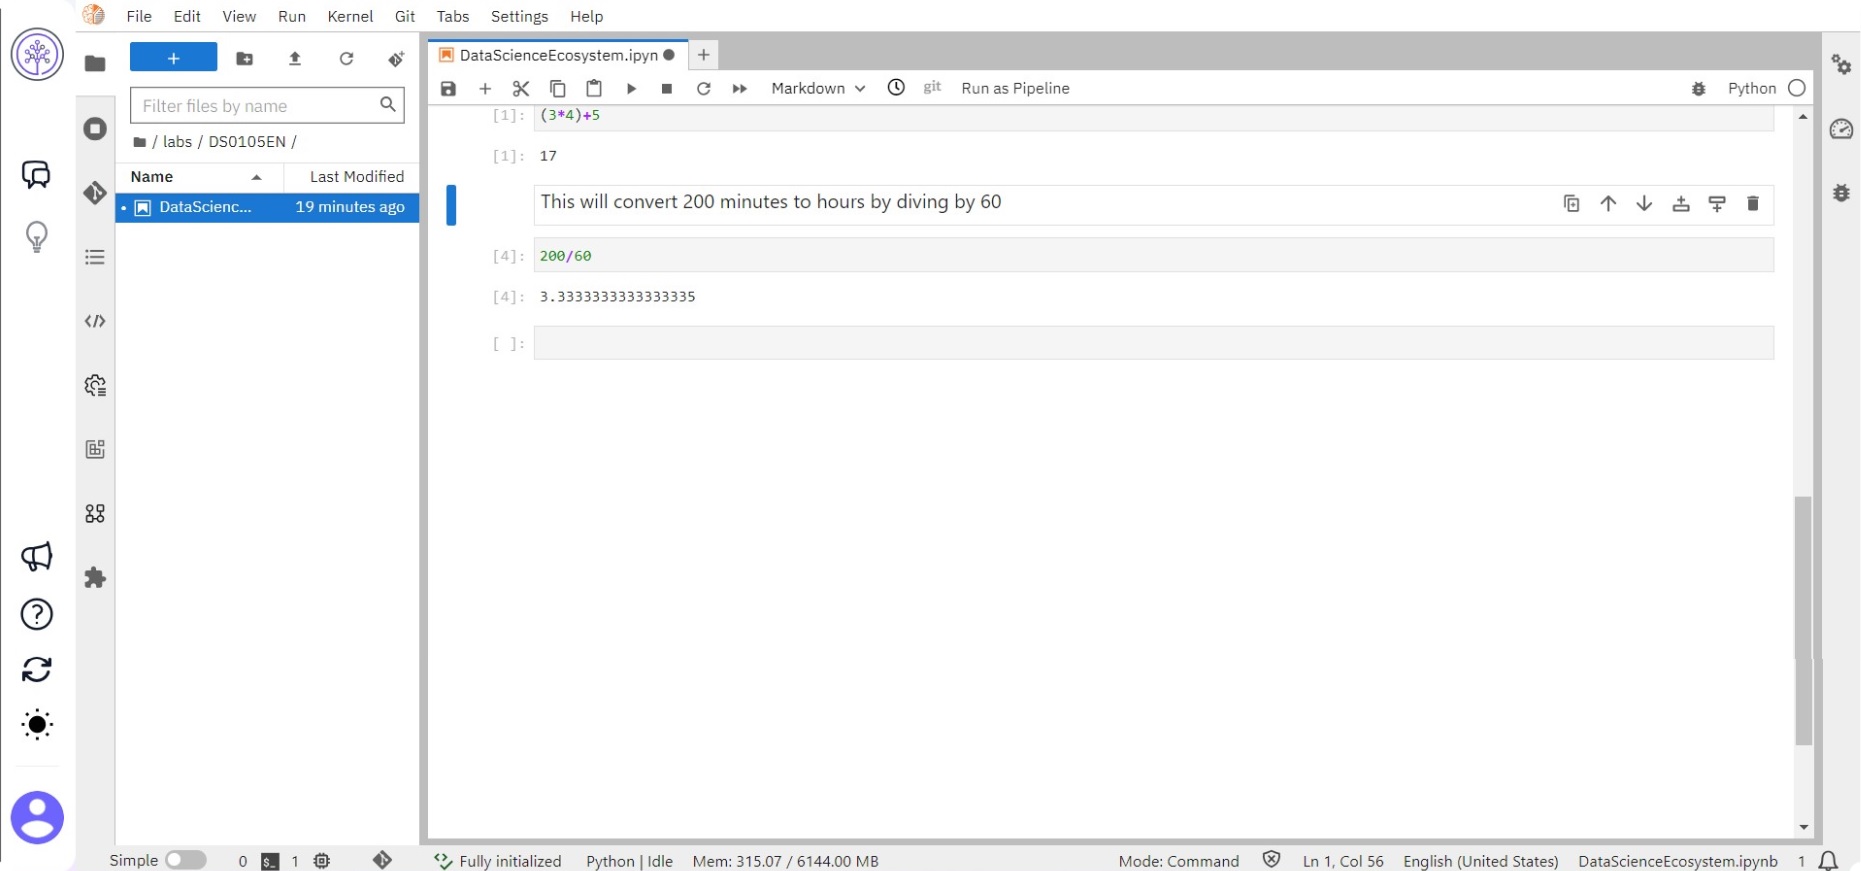 File Edit View Run Kernel Git Tabs Settings Help
DataScienceEcosystem.ipyn
Filter files by name
/ labs / DS0105EN /
Name Last Modified
DataScienc... 19 minutes ago
Markdown git Run as Pipeline Python
[1]: (3*4)+5
[1]: 17
This will convert 200 minutes to hours by diving by 60
[4]: 200/60
[4]: 3.3333333333333335
[ ]:
Simple 0 $_ 1 Fully initialized Python | Idle Mem: 315.07 / 6144.00 MB Mode: Command Ln 1, Col 56 English (United States) DataScienceEcosystem.ipynb 1